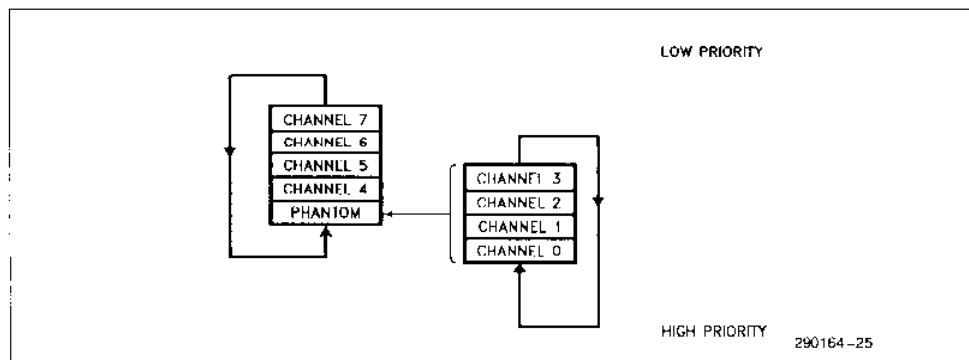 LOW PRIORITY
CHANNEL 7
CHANNEL 6
CHANNEL 5
CHANNEL 4
PHANTOM
CHANNEL 3
CHANNEL 2
CHANNEL 1
CHANNEL 0
HIGH PRIORITY
290164-25